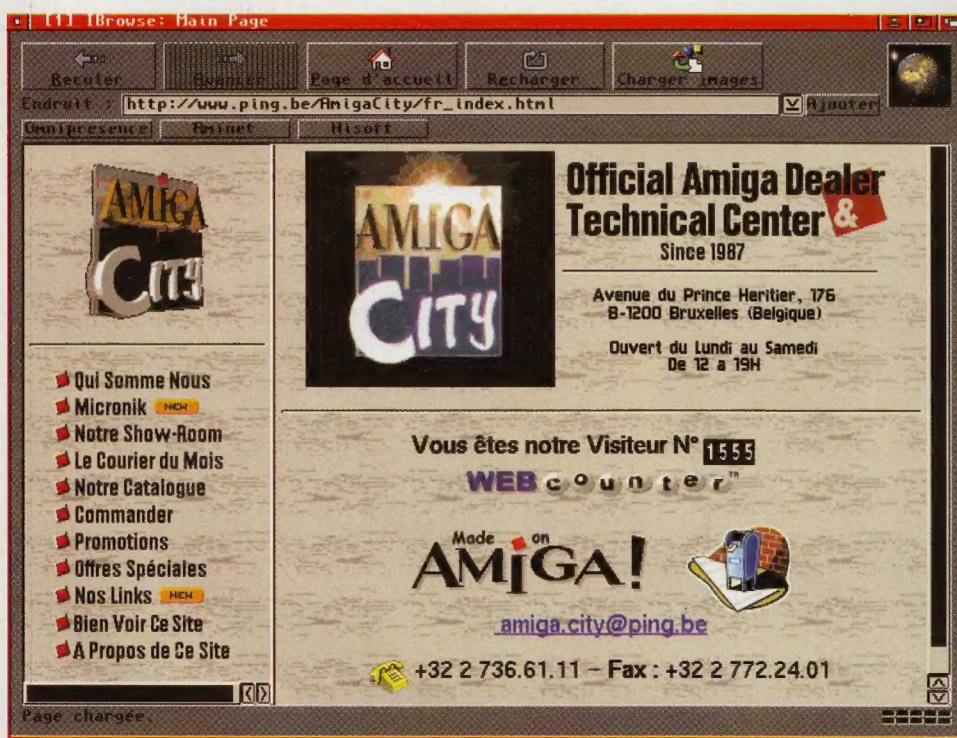 [1] IBrowse: Main Page
Reculer
Avancer
Page d'accueil
Recharger
Charger images
Endroit : http://www.ping.be/AmigaCity/fr_index.html
Ajouter
Omnipresence
Aminet
Hisoft
AMIGA
CITY
Qui Somme Nous
Micronik NEW
Notre Show-Room
Le Courier du Mois
Notre Catalogue
Commander
Promotions
Offres Spéciales
Nos Links NEW
Bien Voir Ce Site
A Propos de Ce Site
AMIGA
CITY
Official Amiga Dealer
& Technical Center
Since 1987
Avenue du Prince Heritier, 176
B-1200 Bruxelles (Belgique)
Ouvert du Lundi au Samedi
De 12 a 19H
Vous êtes notre Visiteur N° 1555
WEB counter™
Made on
AMIGA!
amiga.city@ping.be
+32 2 736.61.11 – Fax : +32 2 772.24.01
Page chargée.